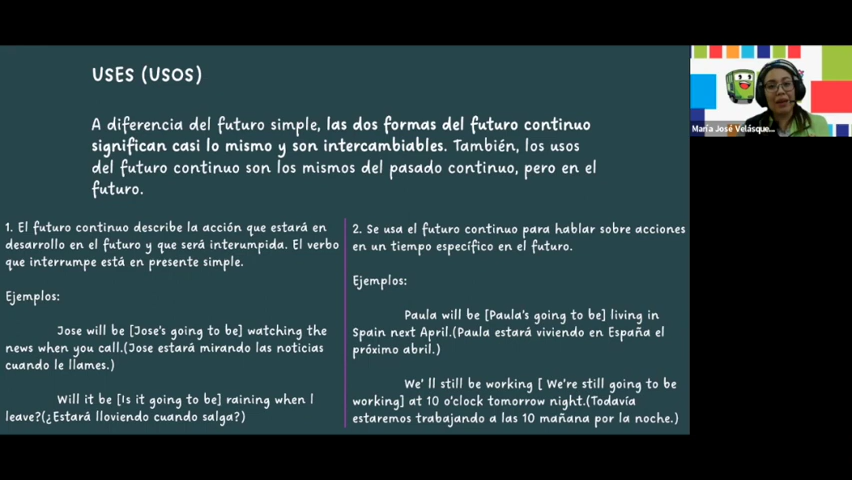 USES (USOS)
A diferencia del futuro simple, las dos formas del futuro continuo
significan casi lo mismo y son intercambiables. También, los usos
del futuro continuo son los mismos del pasado continuo, pero en el
futuro.
1. El futuro continuo describe la acción que estará en
desarrollo en el futuro y que será interumpida. El verbo
que interrumpe está en presente simple.
Ejemplos:
Jose will be [Jose's going to be] watching the
news when you call.(Jose estará mirando las noticias
cuando le llames.)
Will it be [Is it going to be] raining when I
leave?(¿Estará lloviendo cuando salga?)
2. Se usa el futuro continuo para hablar sobre acciones
en un tiempo específico en el futuro.
Ejemplos:
Paula will be [Paula's going to be] living in
Spain next April.(Paula estará viviendo en España el
próximo abril.)
We' ll still be working [ We're still going to be
working] at 10 o'clock tomorrow night.(Todavía
estaremos trabajando a las 10 mañana por la noche.)
María José Velásque...